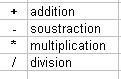 + addition
- soustraction
* multiplication
/ division